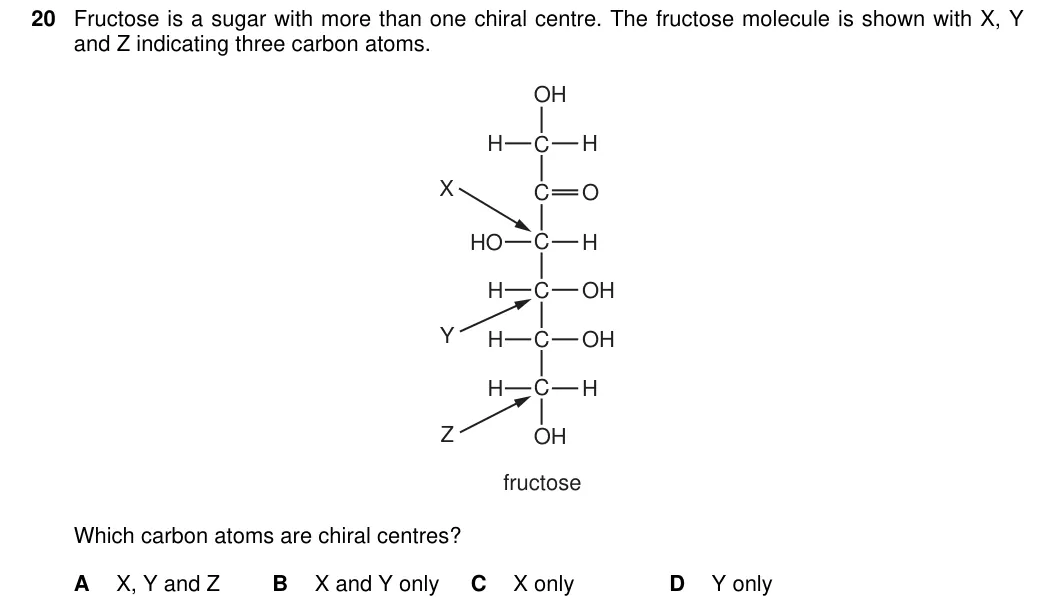 20 Fructose is a sugar with more than one chiral centre. The fructose molecule is shown with X, Y
and Z indicating three carbon atoms.
OH
H—C—H
X C=O
HO—C—H
H—C—OH
Y H—C—OH
H—C—H
Z OH
fructose
Which carbon atoms are chiral centres?
A X, Y and Z B X and Y only C X only D Y only